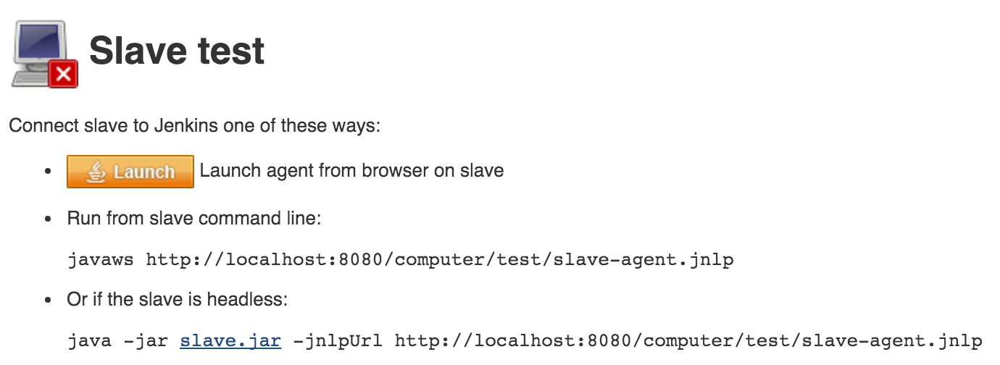 Slave test
Connect slave to Jenkins one of these ways:
Launch Launch agent from browser on slave
Run from slave command line:
javaws http://localhost:8080/computer/test/slave-agent.jnlp
Or if the slave is headless:
java -jar slave.jar -jnlpUrl http://localhost:8080/computer/test/slave-agent.jnlp